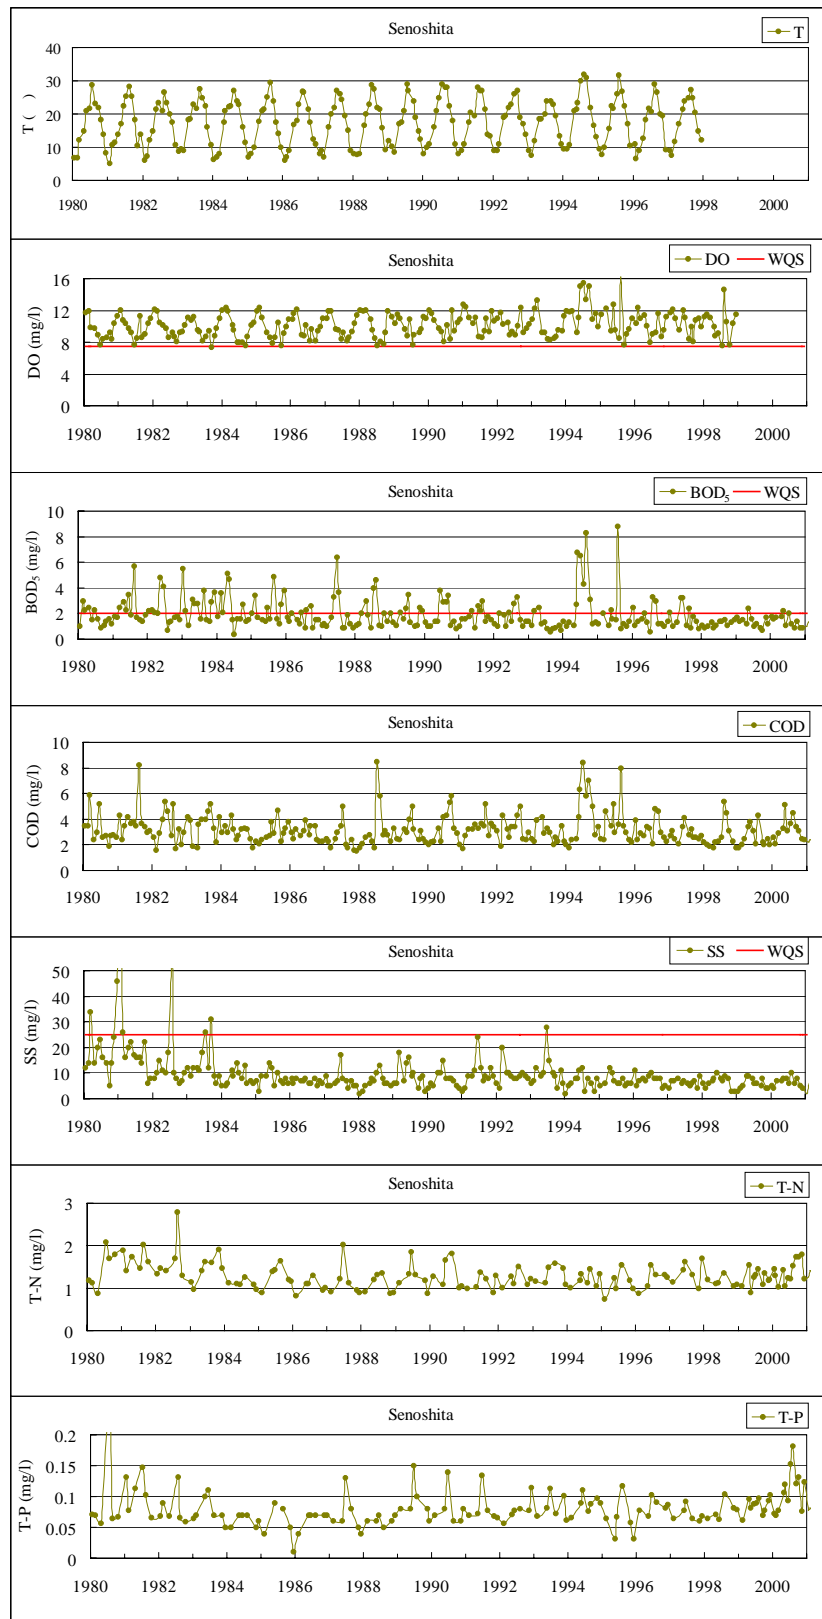 Senoshita
T
T ( )
40
30
20
10
0
1980 1982 1984 1986 1988 1990 1992 1994 1996 1998 2000
Senoshita
DO WQS
DO (mg/l)
16
12
8
4
0
1980 1982 1984 1986 1988 1990 1992 1994 1996 1998 2000
Senoshita
BOD5 WQS
BOD5 (mg/l)
10
8
6
4
2
0
1980 1982 1984 1986 1988 1990 1992 1994 1996 1998 2000
Senoshita
COD
COD (mg/l)
10
8
6
4
2
0
1980 1982 1984 1986 1988 1990 1992 1994 1996 1998 2000
Senoshita
SS WQS
SS (mg/l)
50
40
30
20
10
0
1980 1982 1984 1986 1988 1990 1992 1994 1996 1998 2000
Senoshita
T-N
T-N (mg/l)
3
2
1
0
1980 1982 1984 1986 1988 1990 1992 1994 1996 1998 2000
Senoshita
T-P
T-P (mg/l)
0.2
0.15
0.1
0.05
0
1980 1982 1984 1986 1988 1990 1992 1994 1996 1998 2000